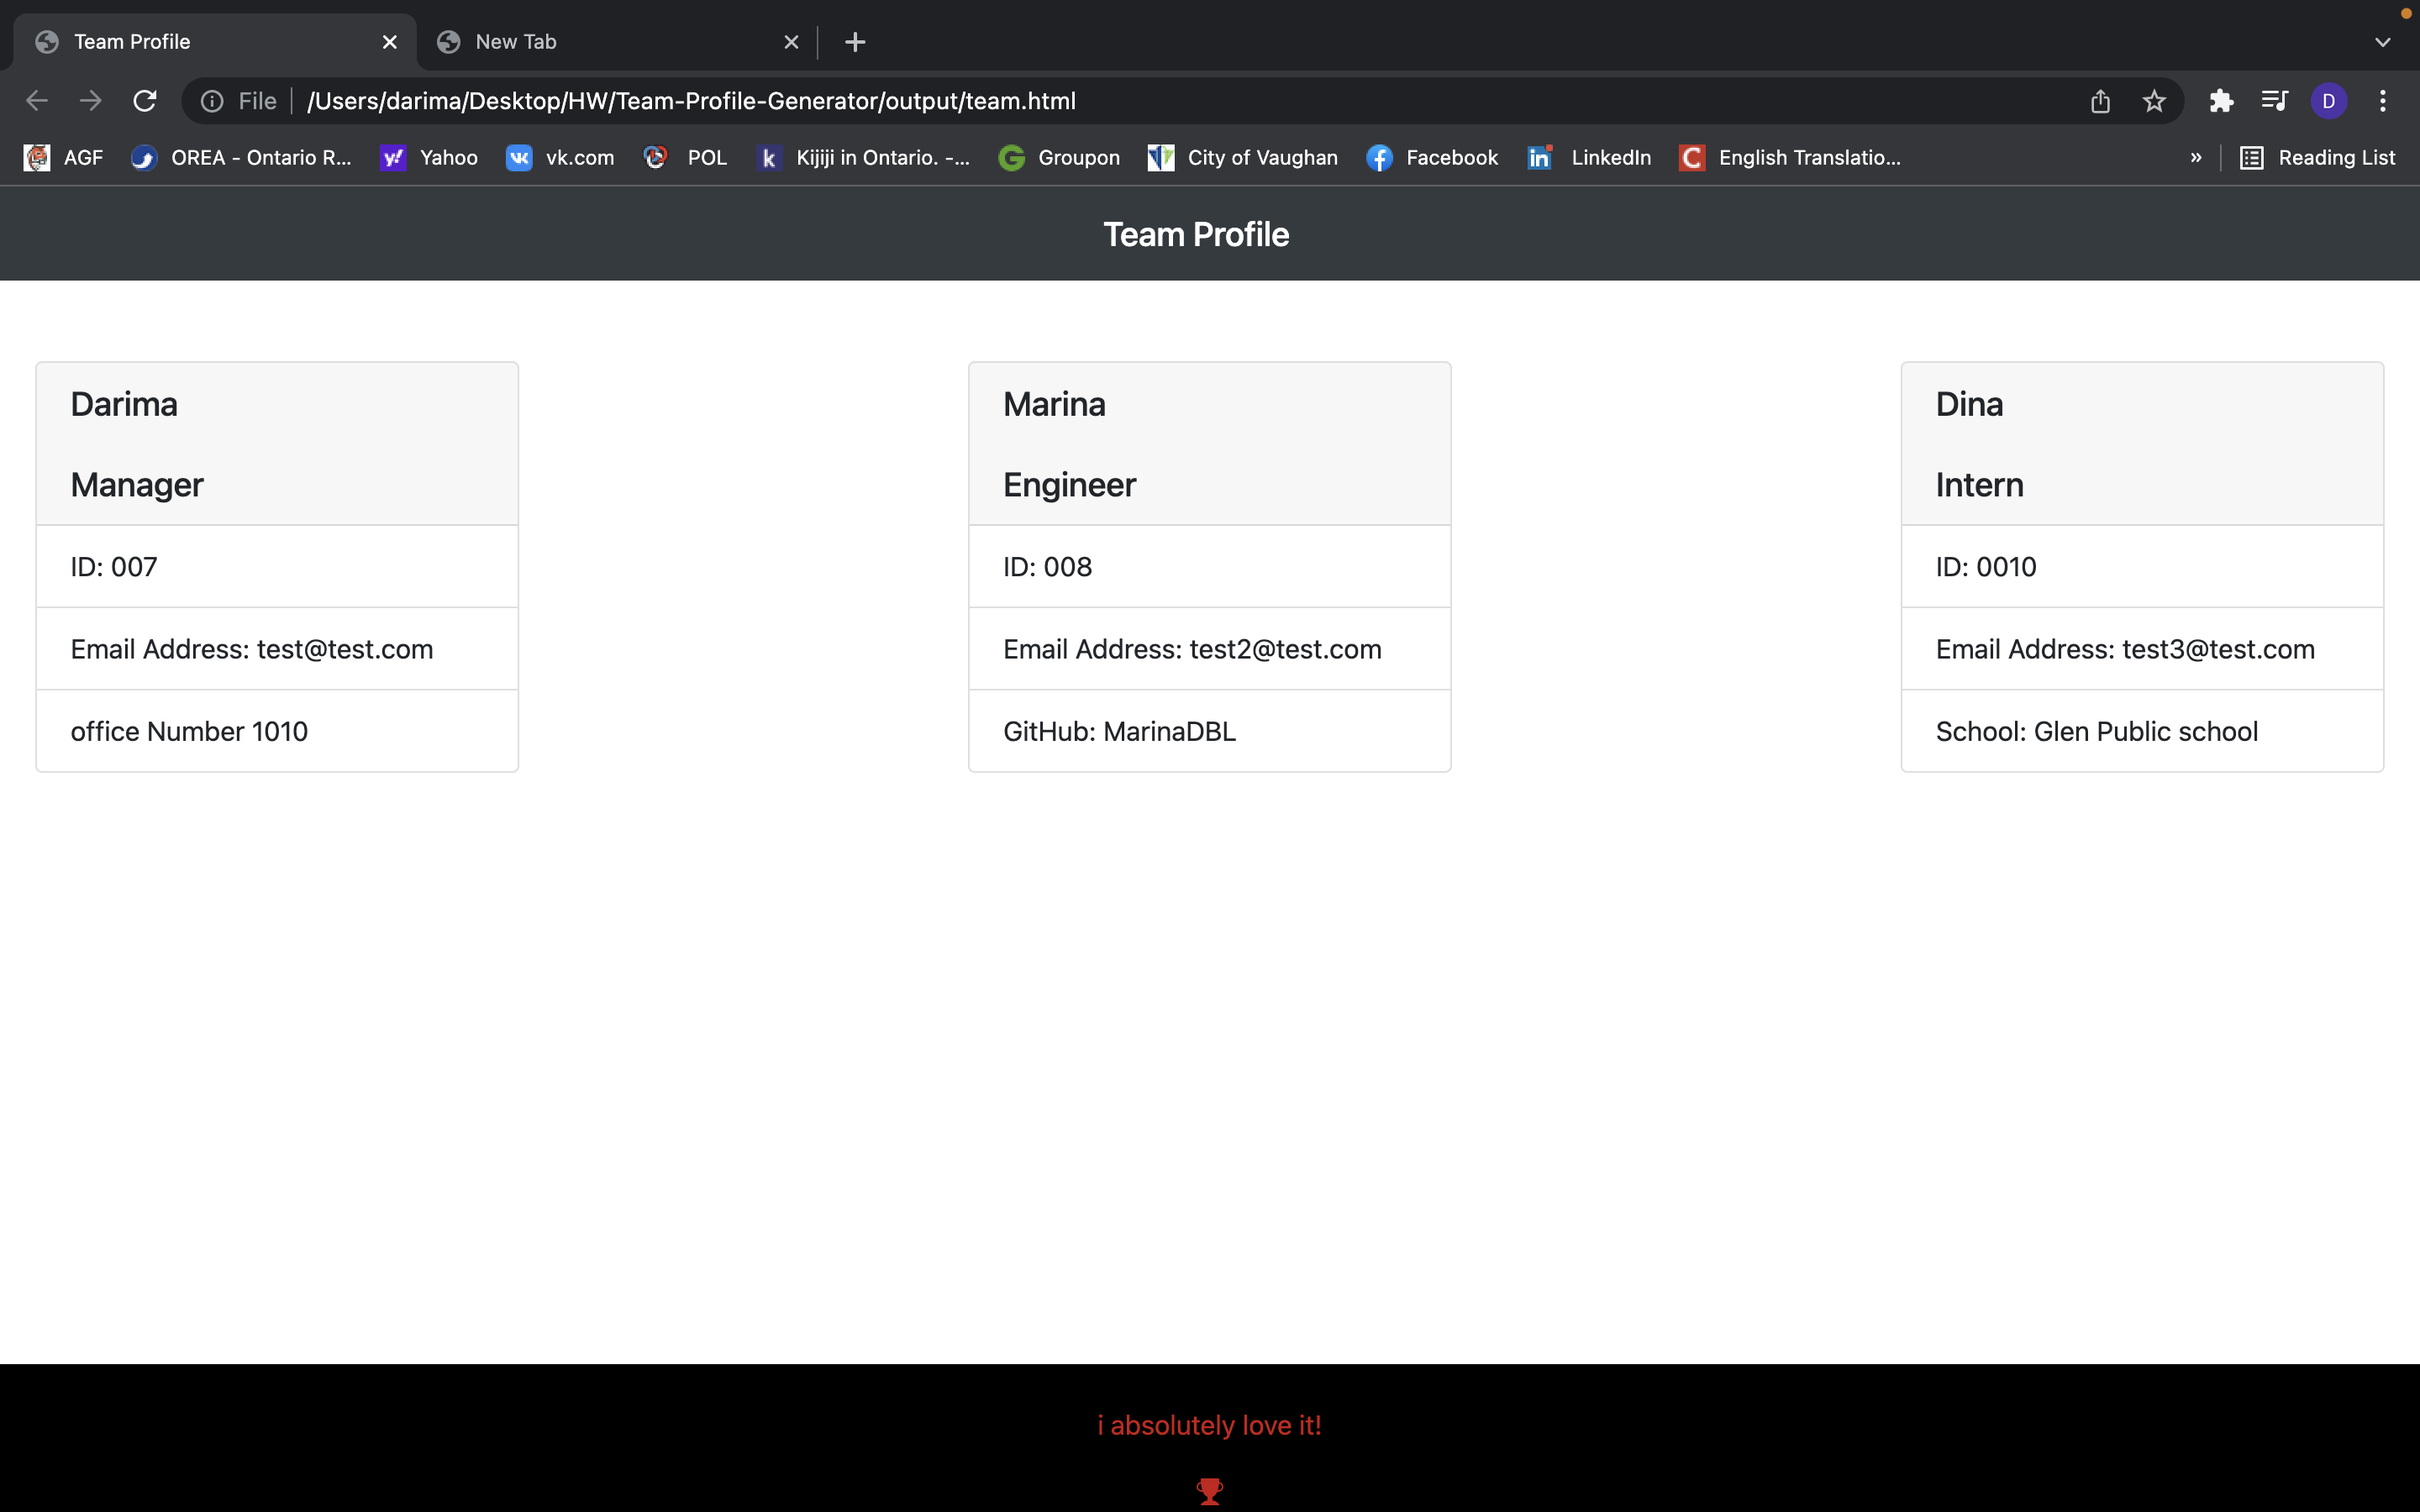 Team Profile
New Tab
File /Users/darima/Desktop/HW/Team-Profile-Generator/output/team.html
D
AGF
OREA - Ontario R...
Yahoo
vk.com
POL
Kijiji in Ontario. -...
Groupon
City of Vaughan
Facebook
LinkedIn
English Translatio...
»
Reading List
Team Profile
Darima
Manager
ID: 007
Email Address: test@test.com
office Number 1010
Marina
Engineer
ID: 008
Email Address: test2@test.com
GitHub: MarinaDBL
Dina
Intern
ID: 0010
Email Address: test3@test.com
School: Glen Public school
i absolutely love it!